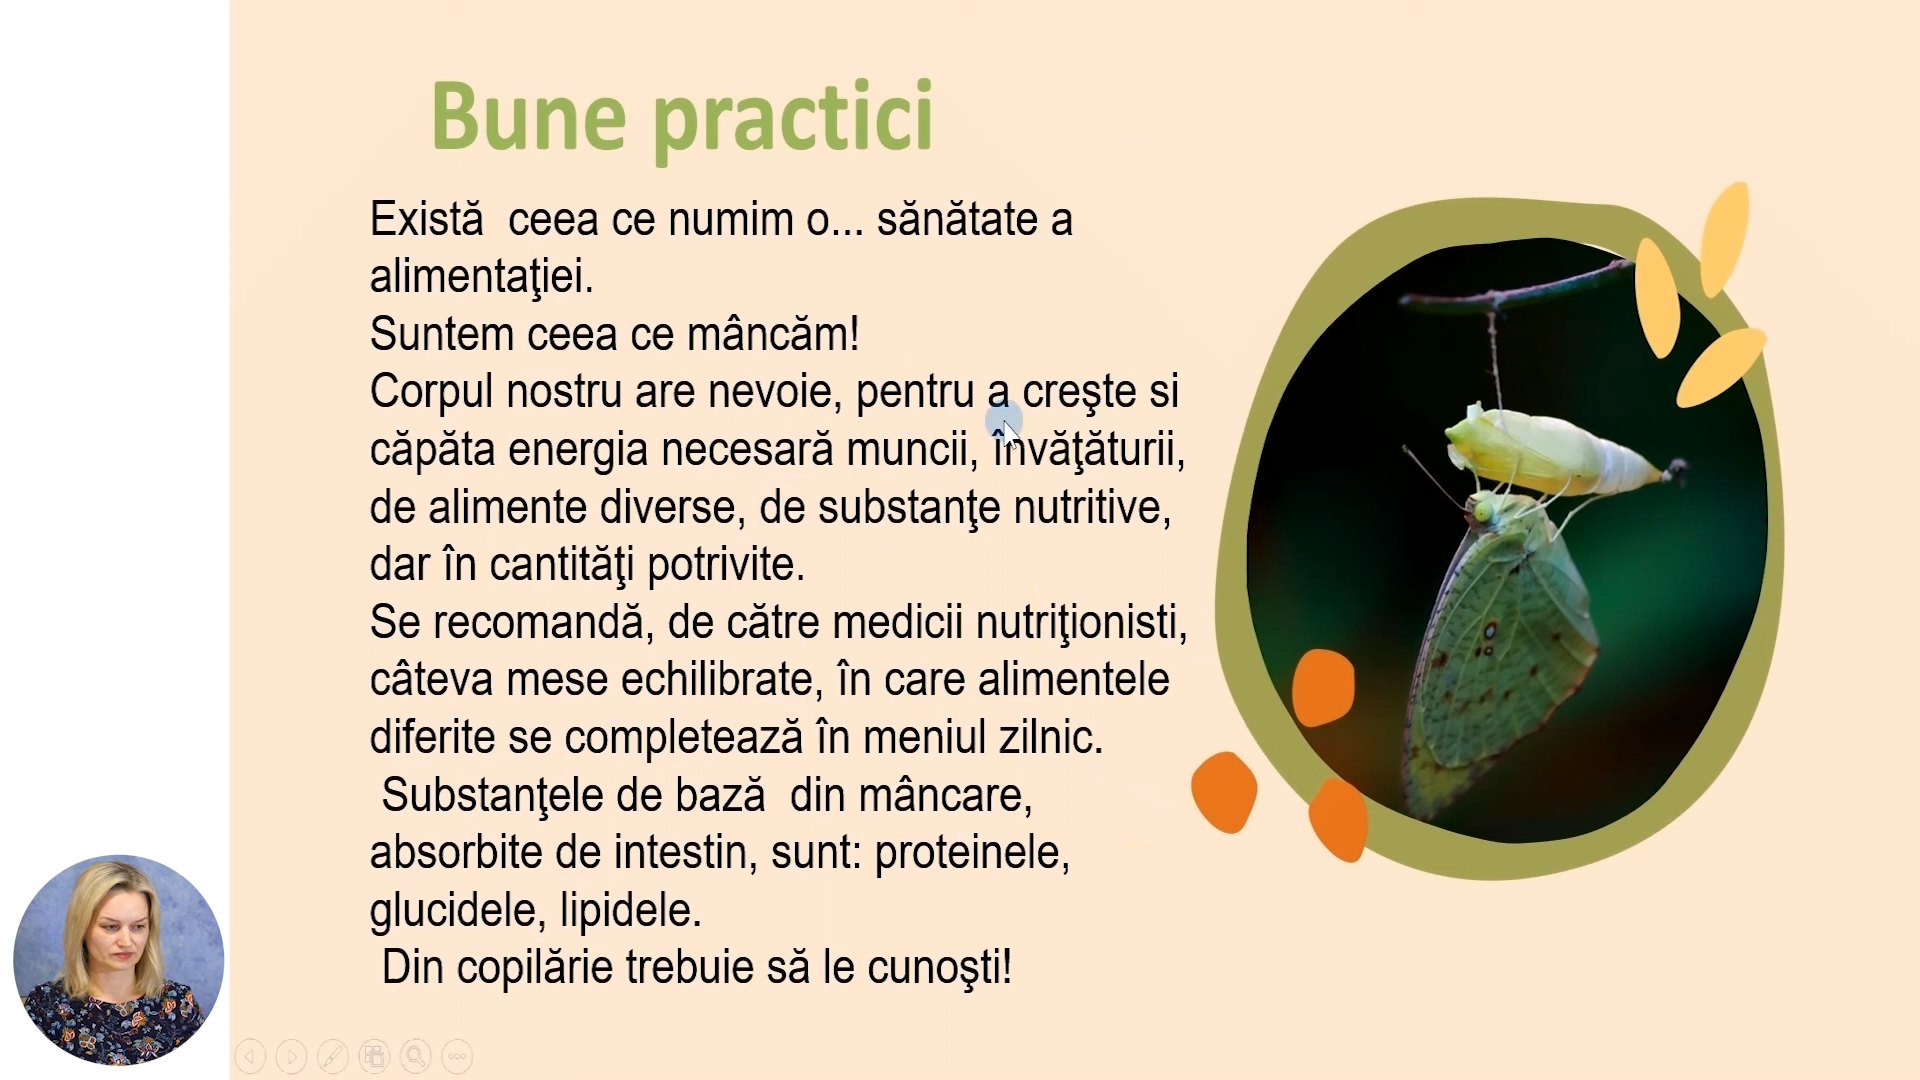 Bune practici
Există  ceea ce numim o... sănătate a
alimentaţiei.
Suntem ceea ce mâncăm!
Corpul nostru are nevoie, pentru a creşte si
căpăta energia necesară muncii, învăţăturii,
de alimente diverse, de substanţe nutritive,
dar în cantităţi potrivite.
Se recomandă, de către medicii nutriţionisti,
câteva mese echilibrate, în care alimentele
diferite se completează în meniul zilnic.
Substanţele de bază  din mâncare,
absorbite de intestin, sunt: proteinele,
glucidele, lipidele.
Din copilărie trebuie să le cunoşti!